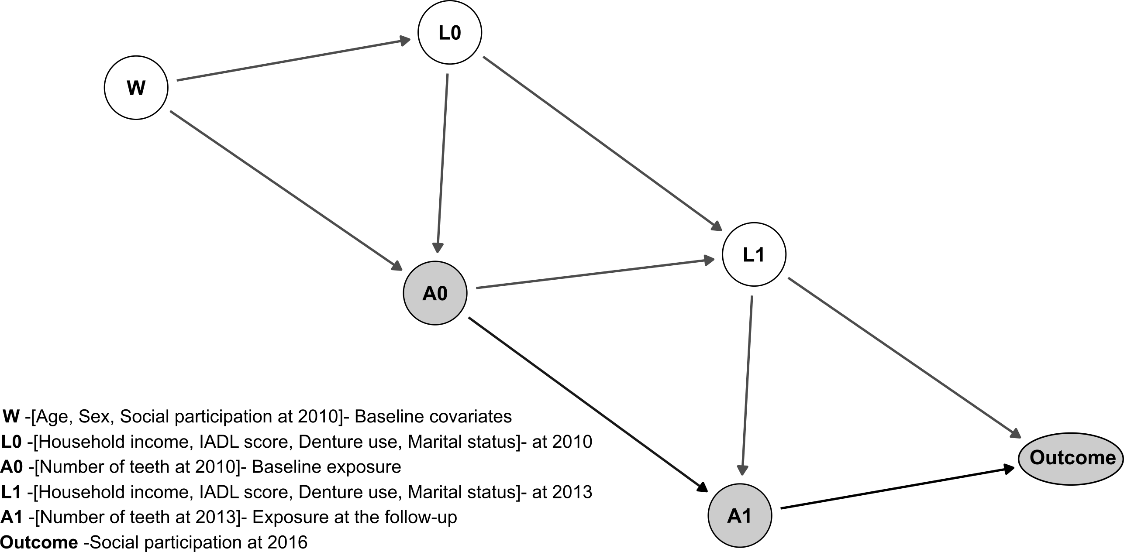 L0
W
L1
A0
W -[Age, Sex, Social participation at 2010]- Baseline covariates
L0 -[Household income, IADL score, Denture use, Marital status]- at 2010
A0 -[Number of teeth at 2010]- Baseline exposure
L1 -[Household income, IADL score, Denture use, Marital status]- at 2013
A1 -[Number of teeth at 2013]- Exposure at the follow-up
Outcome -Social participation at 2016
Outcome
A1